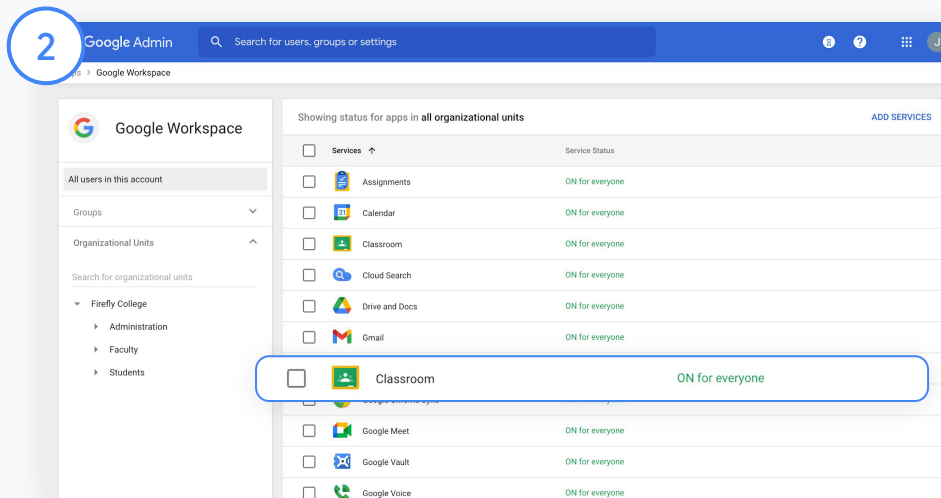 2
Google Admin
Search for users, groups or settings
J
> Google Workspace
Google Workspace
All users in this account
Groups
Organizational Units
Search for organizational units
Firefly College
Administration
Faculty
Students
Showing status for apps in all organizational units
ADD SERVICES
Services
Service Status
Assignments
ON for everyone
31
Calendar
ON for everyone
Classroom
ON for everyone
Cloud Search
ON for everyone
Drive and Docs
ON for everyone
Gmail
ON for everyone
Classroom
ON for everyone
Google Meet
ON for everyone
Google Vault
ON for everyone
Google Voice
ON for everyone